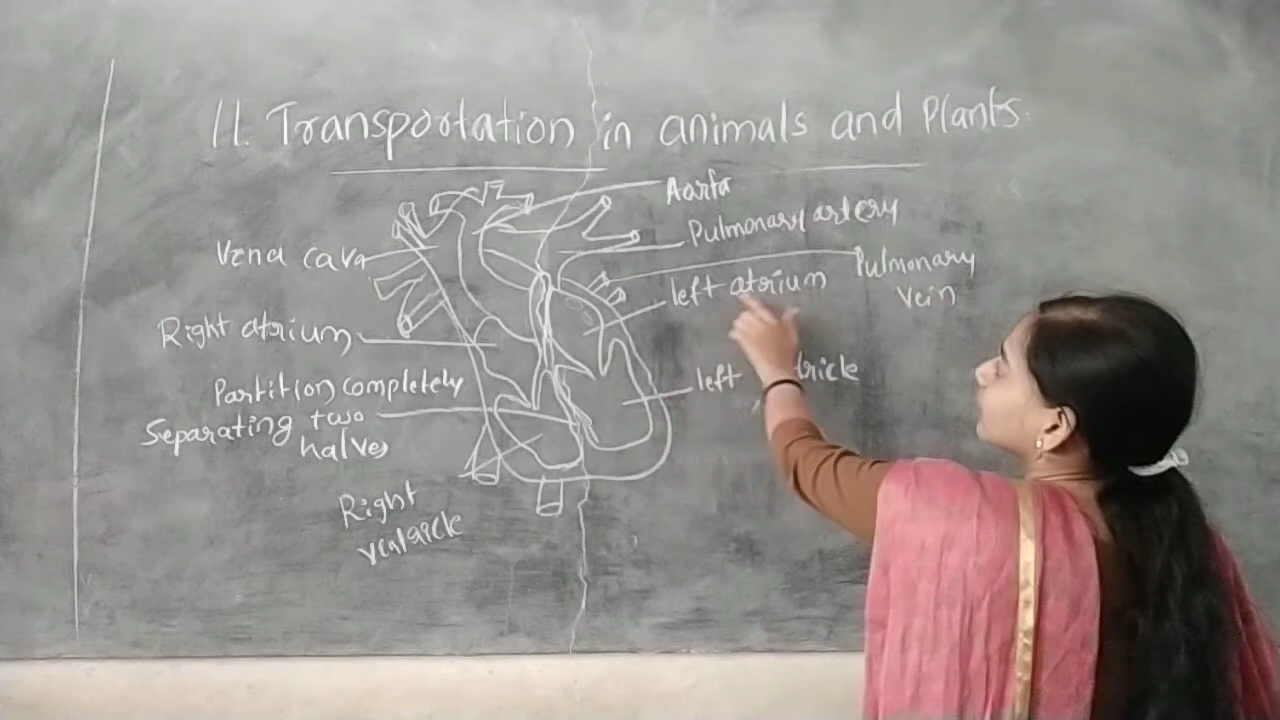 11. Transportation in animals and Plants.
Aorta
Pulmonary artery
Vena cava
Pulmonary
vein
left atrium
Right atrium
left
Partition completely
Separating two
halves
Right
ventricle